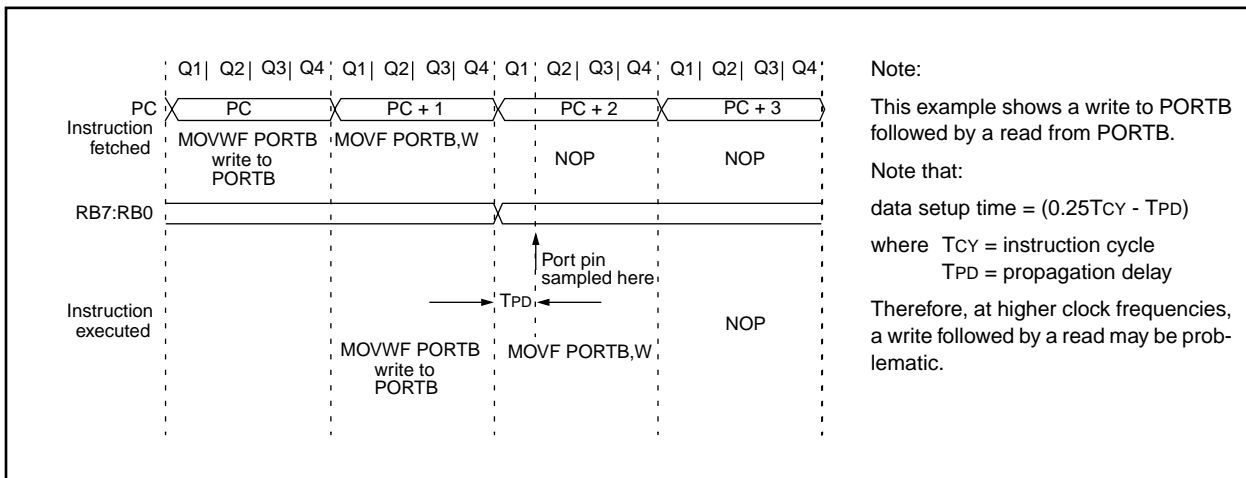 Q1| Q2| Q3| Q4 Q1| Q2| Q3| Q4 Q1 Q2| Q3| Q4 Q1| Q2| Q3| Q4
PC PC PC + 1 PC + 2 PC + 3
Instruction
fetched
MOVWF PORTB
write to
PORTB
MOVF PORTB,W
NOP
NOP
RB7:RB0
Port pin
sampled here
TPD
Instruction
executed
MOVWF PORTB
write to
PORTB
MOVF PORTB,W
NOP
Note:
This example shows a write to PORTB
followed by a read from PORTB.
Note that:
data setup time = (0.25TCY - TPD)
where TCY = instruction cycle
TPD = propagation delay
Therefore, at higher clock frequencies,
a write followed by a read may be prob-
lematic.